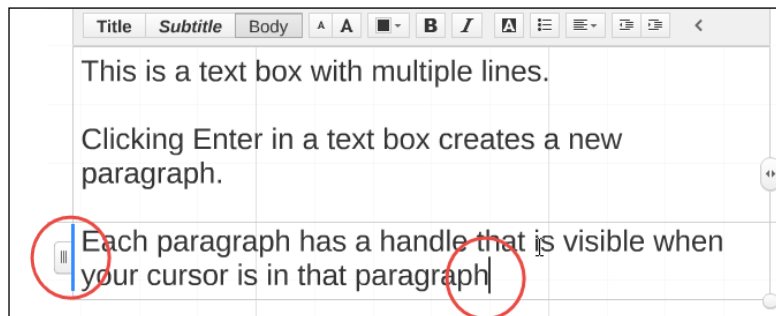 Title Subtitle Body A A B I A
This is a text box with multiple lines.
Clicking Enter in a text box creates a new
paragraph.
Each paragraph has a handle that is visible when
your cursor is in that paragraph